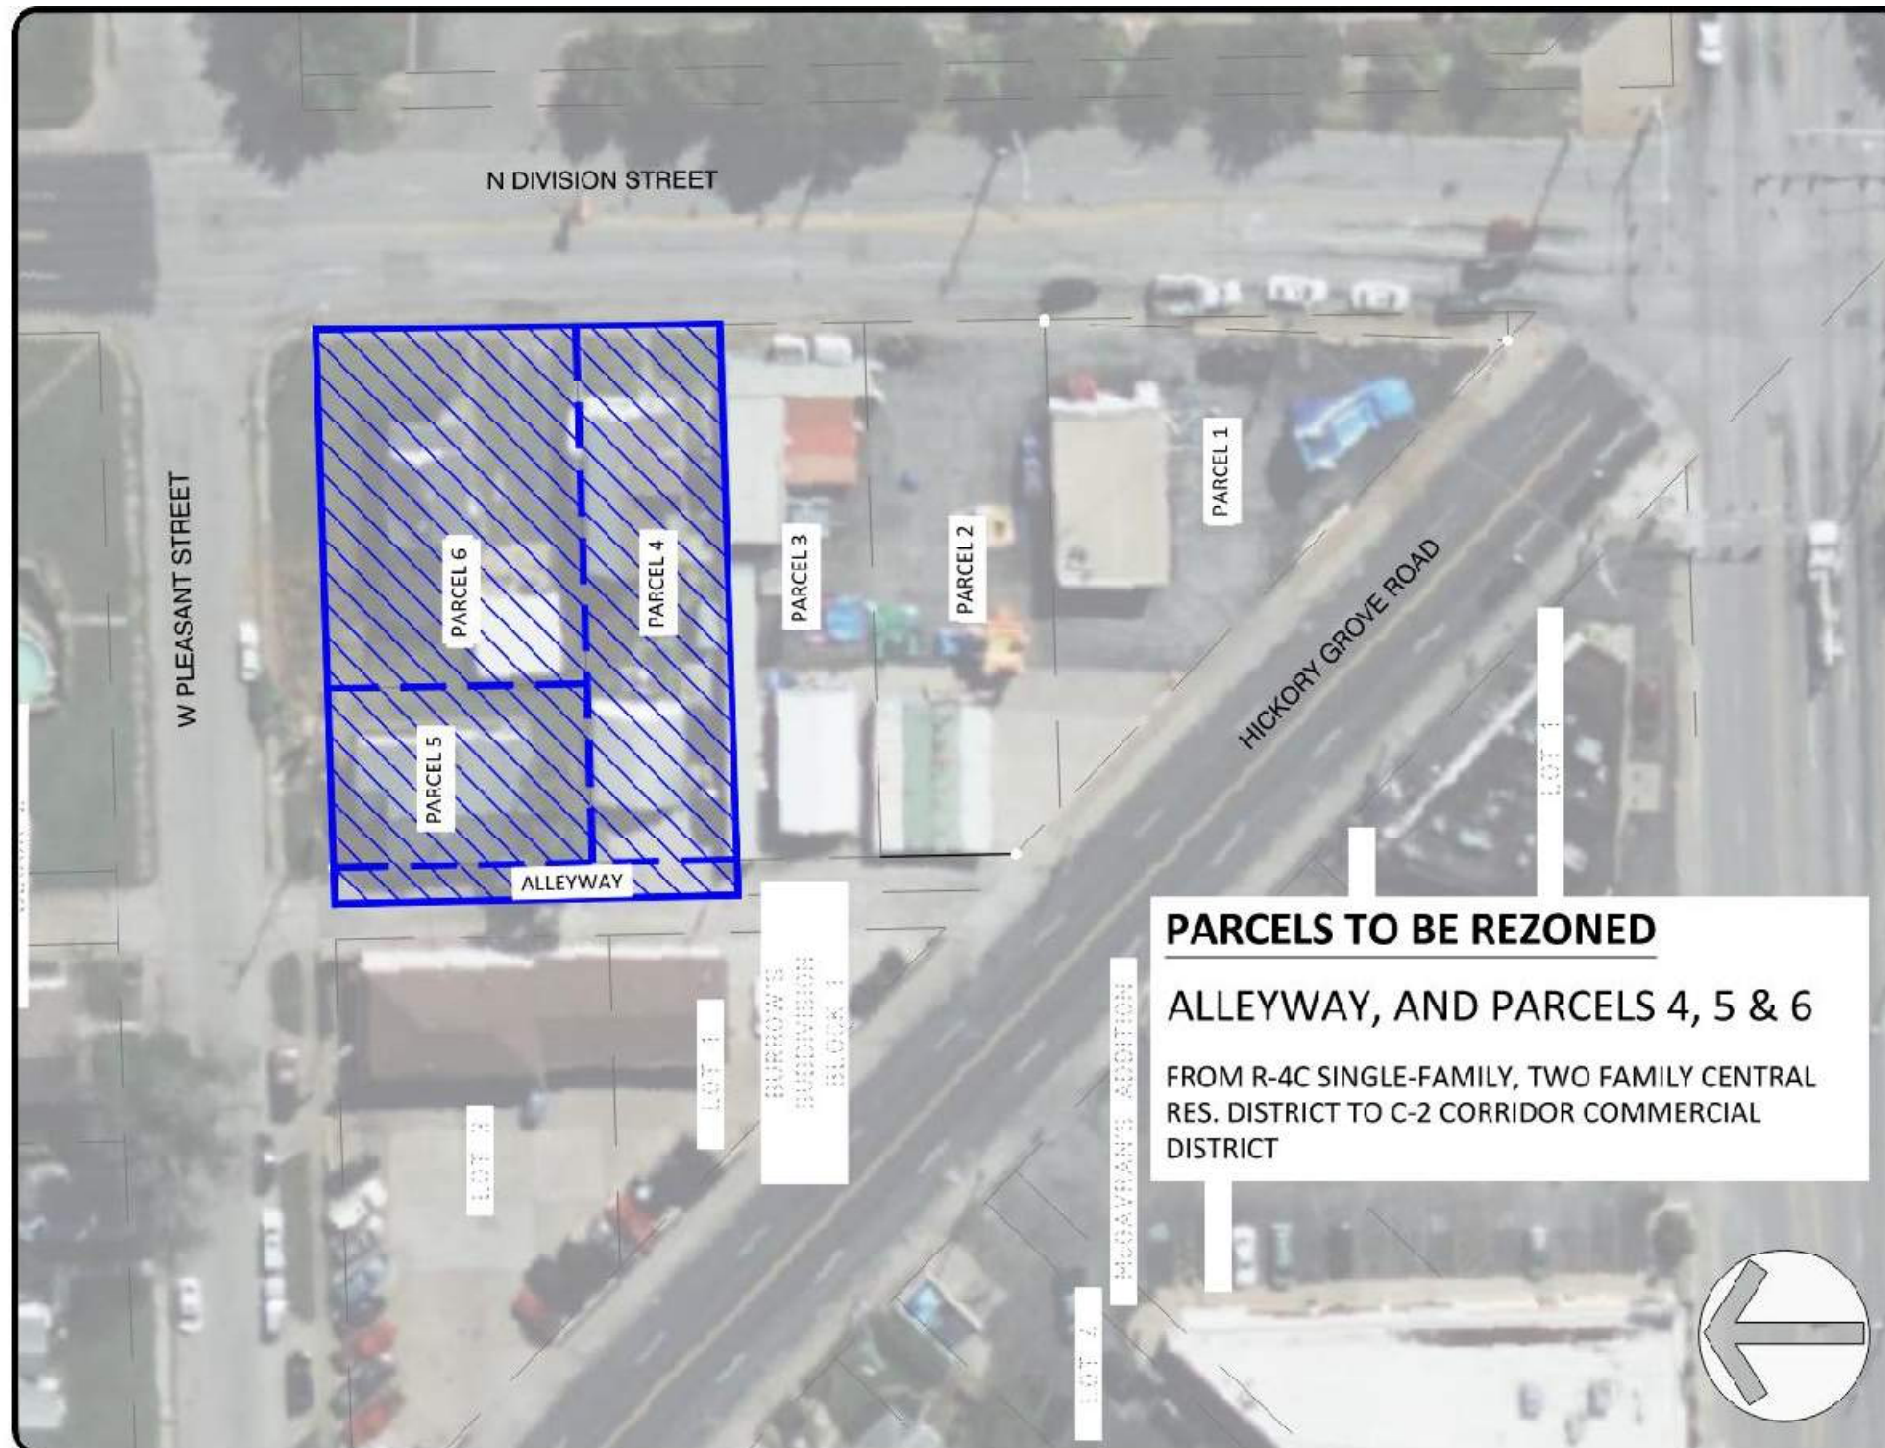 N DIVISION STREET
W PLEASANT STREET
PARCEL 6
PARCEL 4
PARCEL 3
PARCEL 2
PARCEL 1
PARCEL 5
ALLEYWAY
HICKORY GROVE ROAD
LOT 1
BURROWS
SUBDIVISION
BLOCK 1
LOT 1
PARCELS TO BE REZONED
ALLEYWAY, AND PARCELS 4, 5 & 6
FROM R-4C SINGLE-FAMILY, TWO FAMILY CENTRAL
RES. DISTRICT TO C-2 CORRIDOR COMMERCIAL
DISTRICT